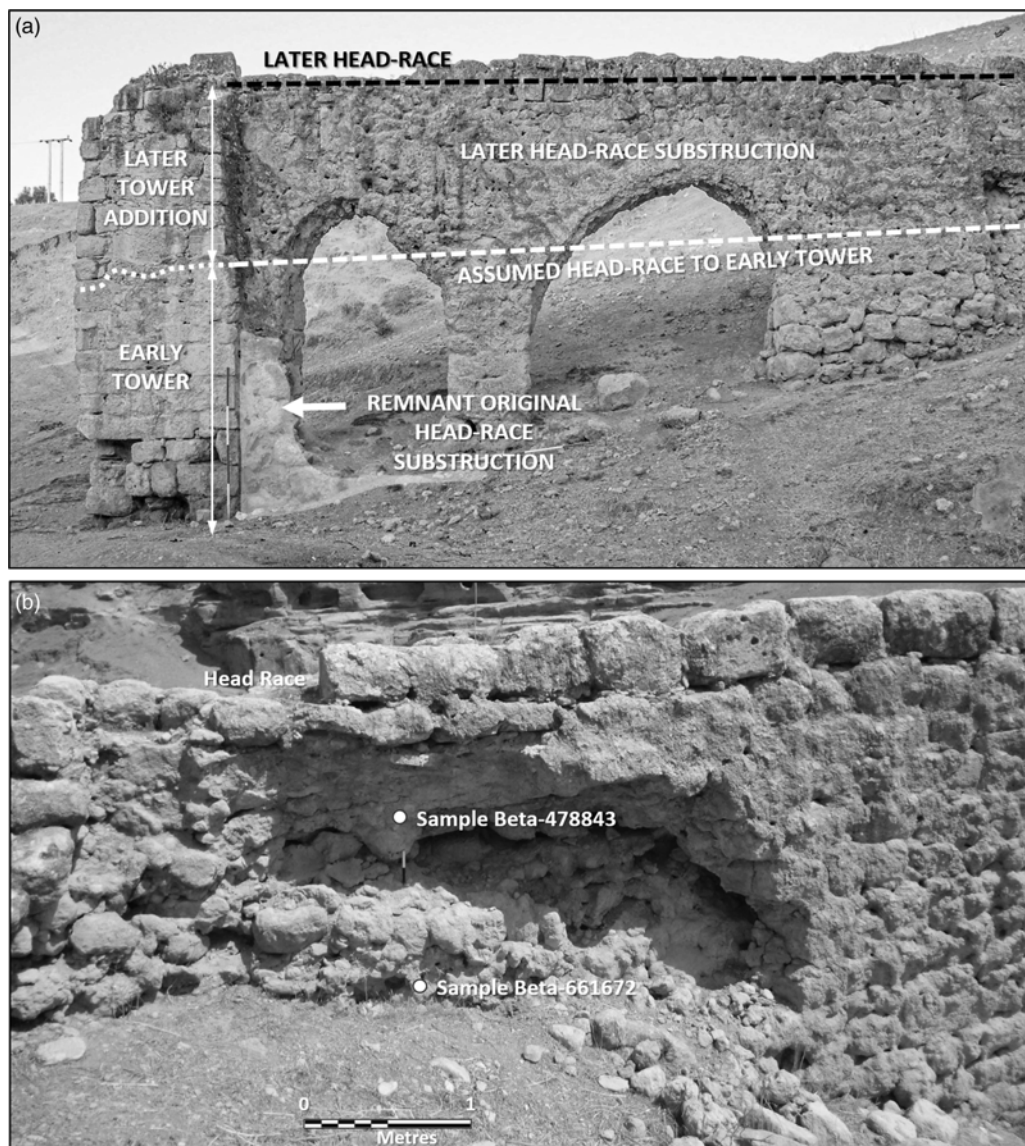 (a)
LATER HEAD-RACE
LATER
TOWER
ADDITION
LATER HEAD-RACE SUBSTRUCTION
ASSUMED HEAD-RACE TO EARLY TOWER
EARLY
TOWER
REMNANT ORIGINAL
HEAD-RACE
SUBSTRUCTION
(b)
Head Race
Sample Beta-478843
Sample Beta-661672
0 1
Metres